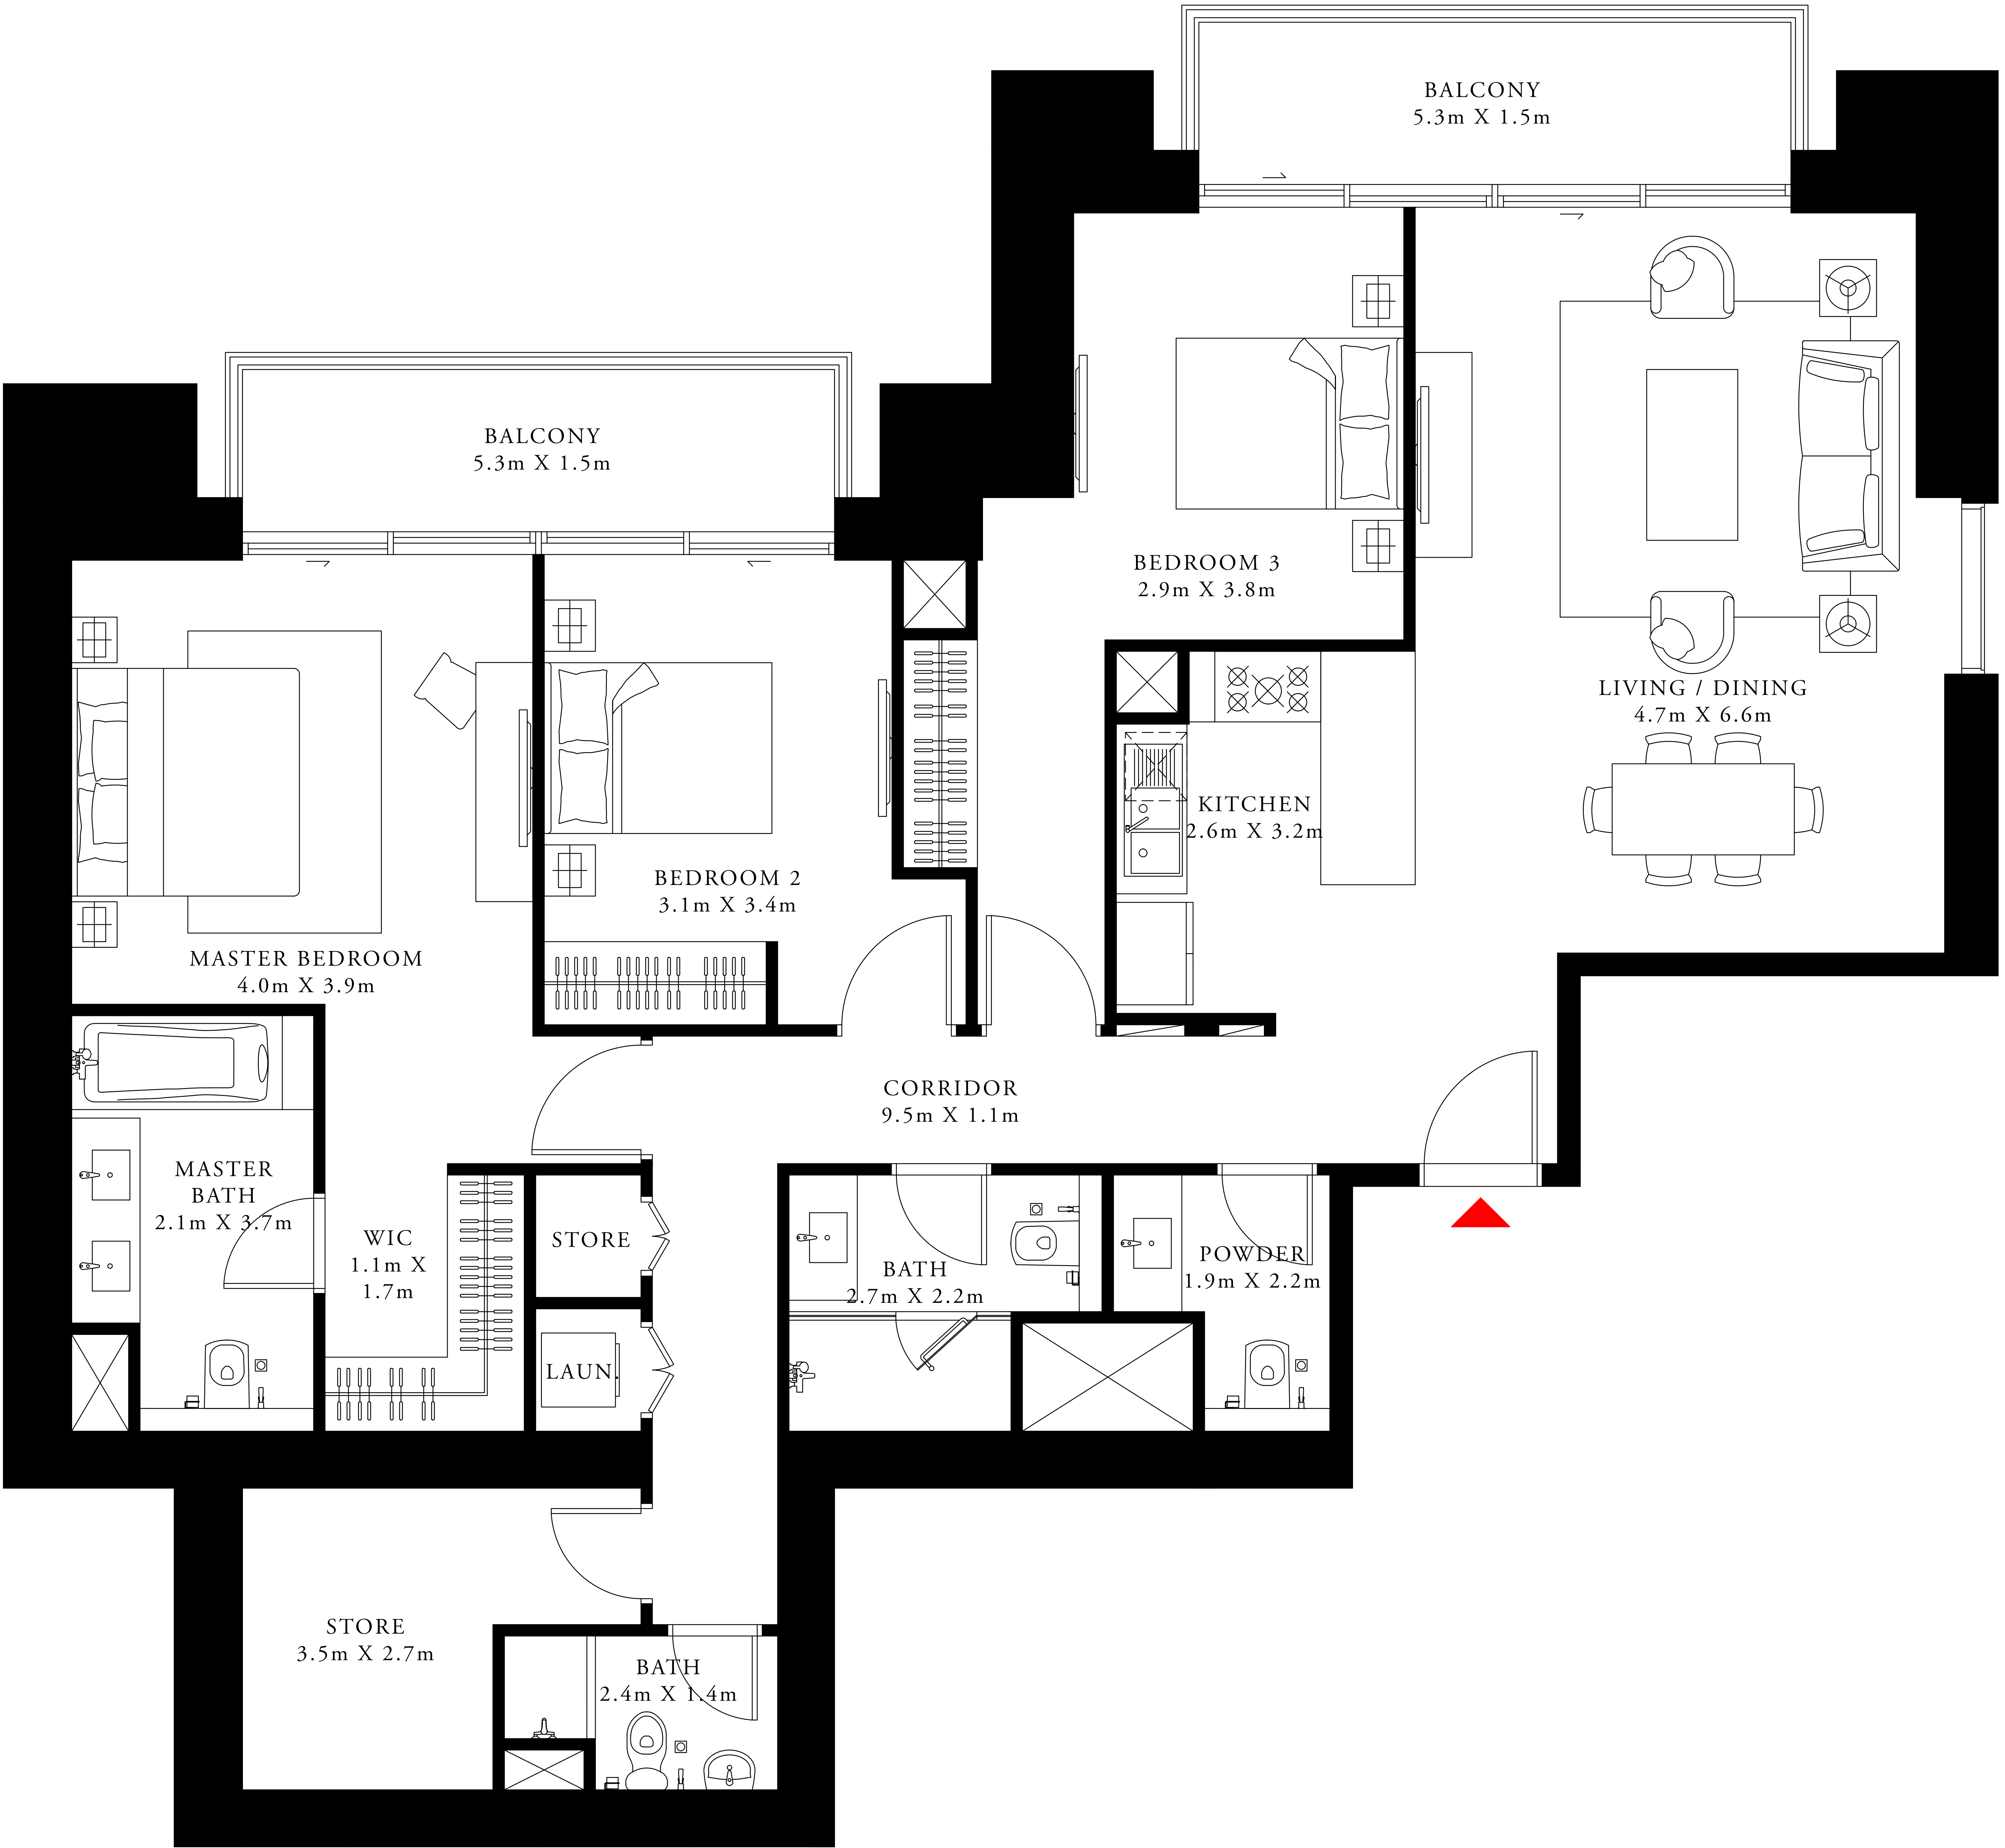 BALCONY
5.3m X 1.5m
BALCONY
5.3m X 1.5m
BEDROOM 3
2.9m X 3.8m
LIVING / DINING
4.7m X 6.6m
KITCHEN
2.6m X 3.2m
BEDROOM 2
3.1m X 3.4m
MASTER BEDROOM
4.0m X 3.9m
CORRIDOR
9.5m X 1.1m
MASTER
BATH
2.1m X 3.7m
WIC
1.1m X
1.7m
STORE
BATH
2.7m X 2.2m
POWDER
1.9m X 2.2m
LAUN.
STORE
3.5m X 2.7m
BATH
2.4m X 1.4m